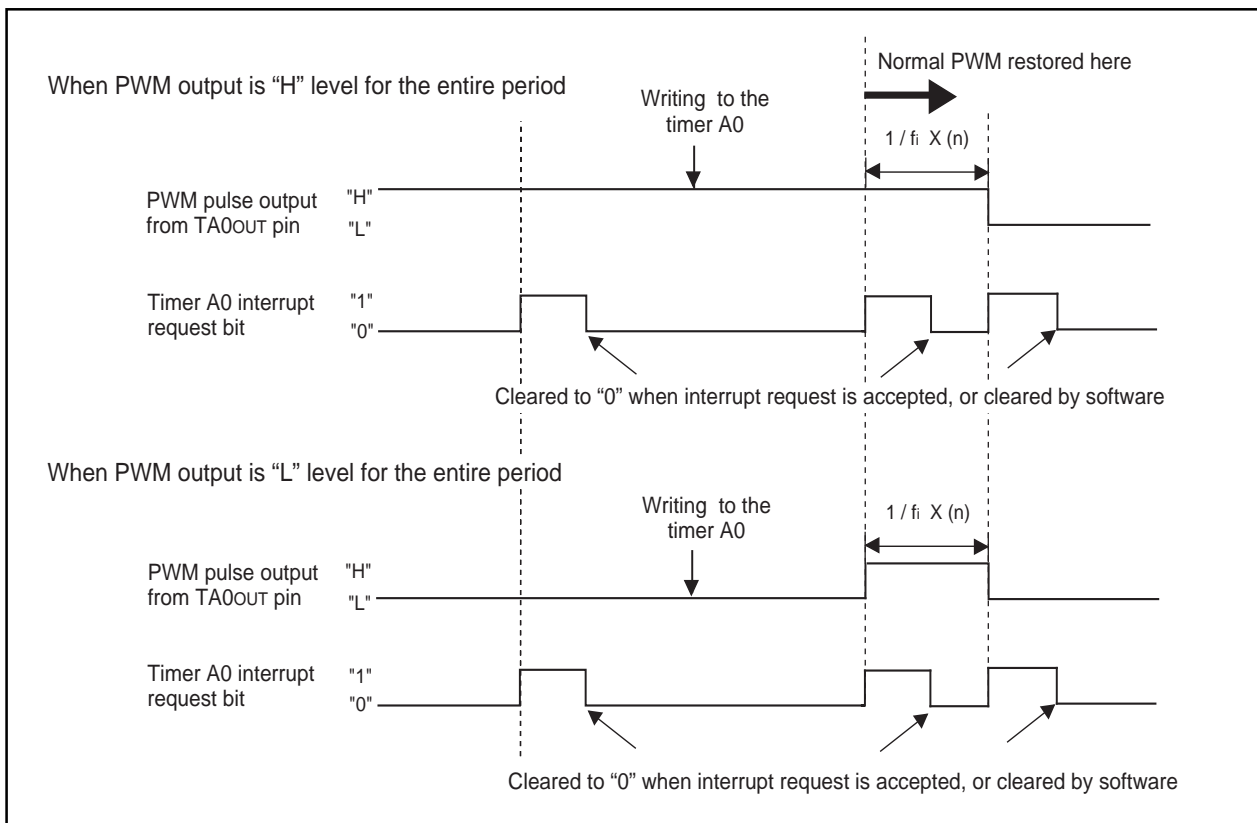 Normal PWM restored here
When PWM output is “H” level for the entire period
Writing to the
timer A0
1 / fi X (n)
PWM pulse output
from TA0OUT pin
"H"
"L"
Timer A0 interrupt
request bit
"1"
"0"
Cleared to “0” when interrupt request is accepted, or cleared by software
When PWM output is “L” level for the entire period
Writing to the
timer A0
1 / fi X (n)
PWM pulse output
from TA0OUT pin
"H"
"L"
Timer A0 interrupt
request bit
"1"
"0"
Cleared to “0” when interrupt request is accepted, or cleared by software